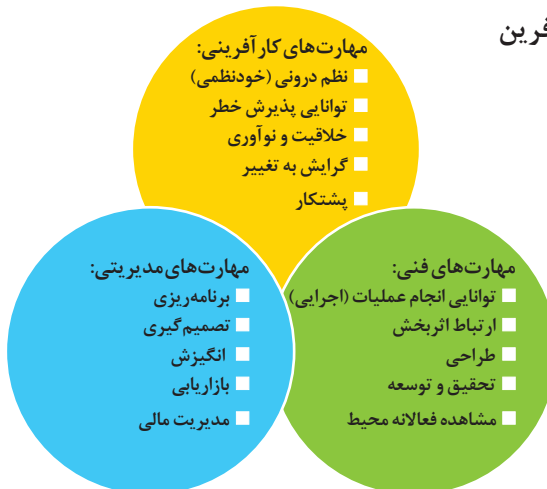 فرین
مهارت‌های کارآفرینی:
نظم درونی (خودنظمی)
توانایی پذیرش خطر
خلاقیت و نوآوری
گرایش به تغییر
پشتکار
مهارت‌های فنی:
توانایی انجام عملیات (اجرایی)
ارتباط اثربخش
طراحی
تحقیق و توسعه
مشاهده فعالانه محیط
مهارت‌های مدیریتی:
برنامه‌ریزی
تصمیم‌گیری
انگیزش
بازاریابی
مدیریت مالی